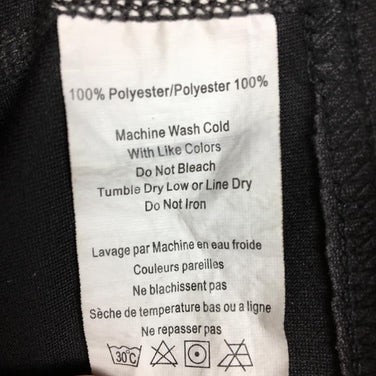 100% Polyester/Polyester 100%
Machine Wash Cold
With Like Colors
Do Not Bleach
Tumble Dry Low or Line Dry
Do Not Iron
Lavage par Machine en eau froide
Couleurs pareilles
Ne blachissent pas
Sèche de temperature bas ou a ligne
Ne repasser pas
30°C